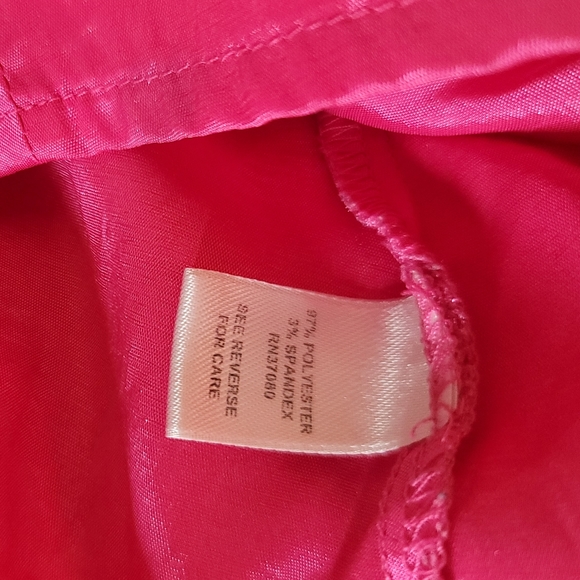 97% POLYESTER
3% SPANDEX
RN37080
SEE REVERSE
FOR CARE